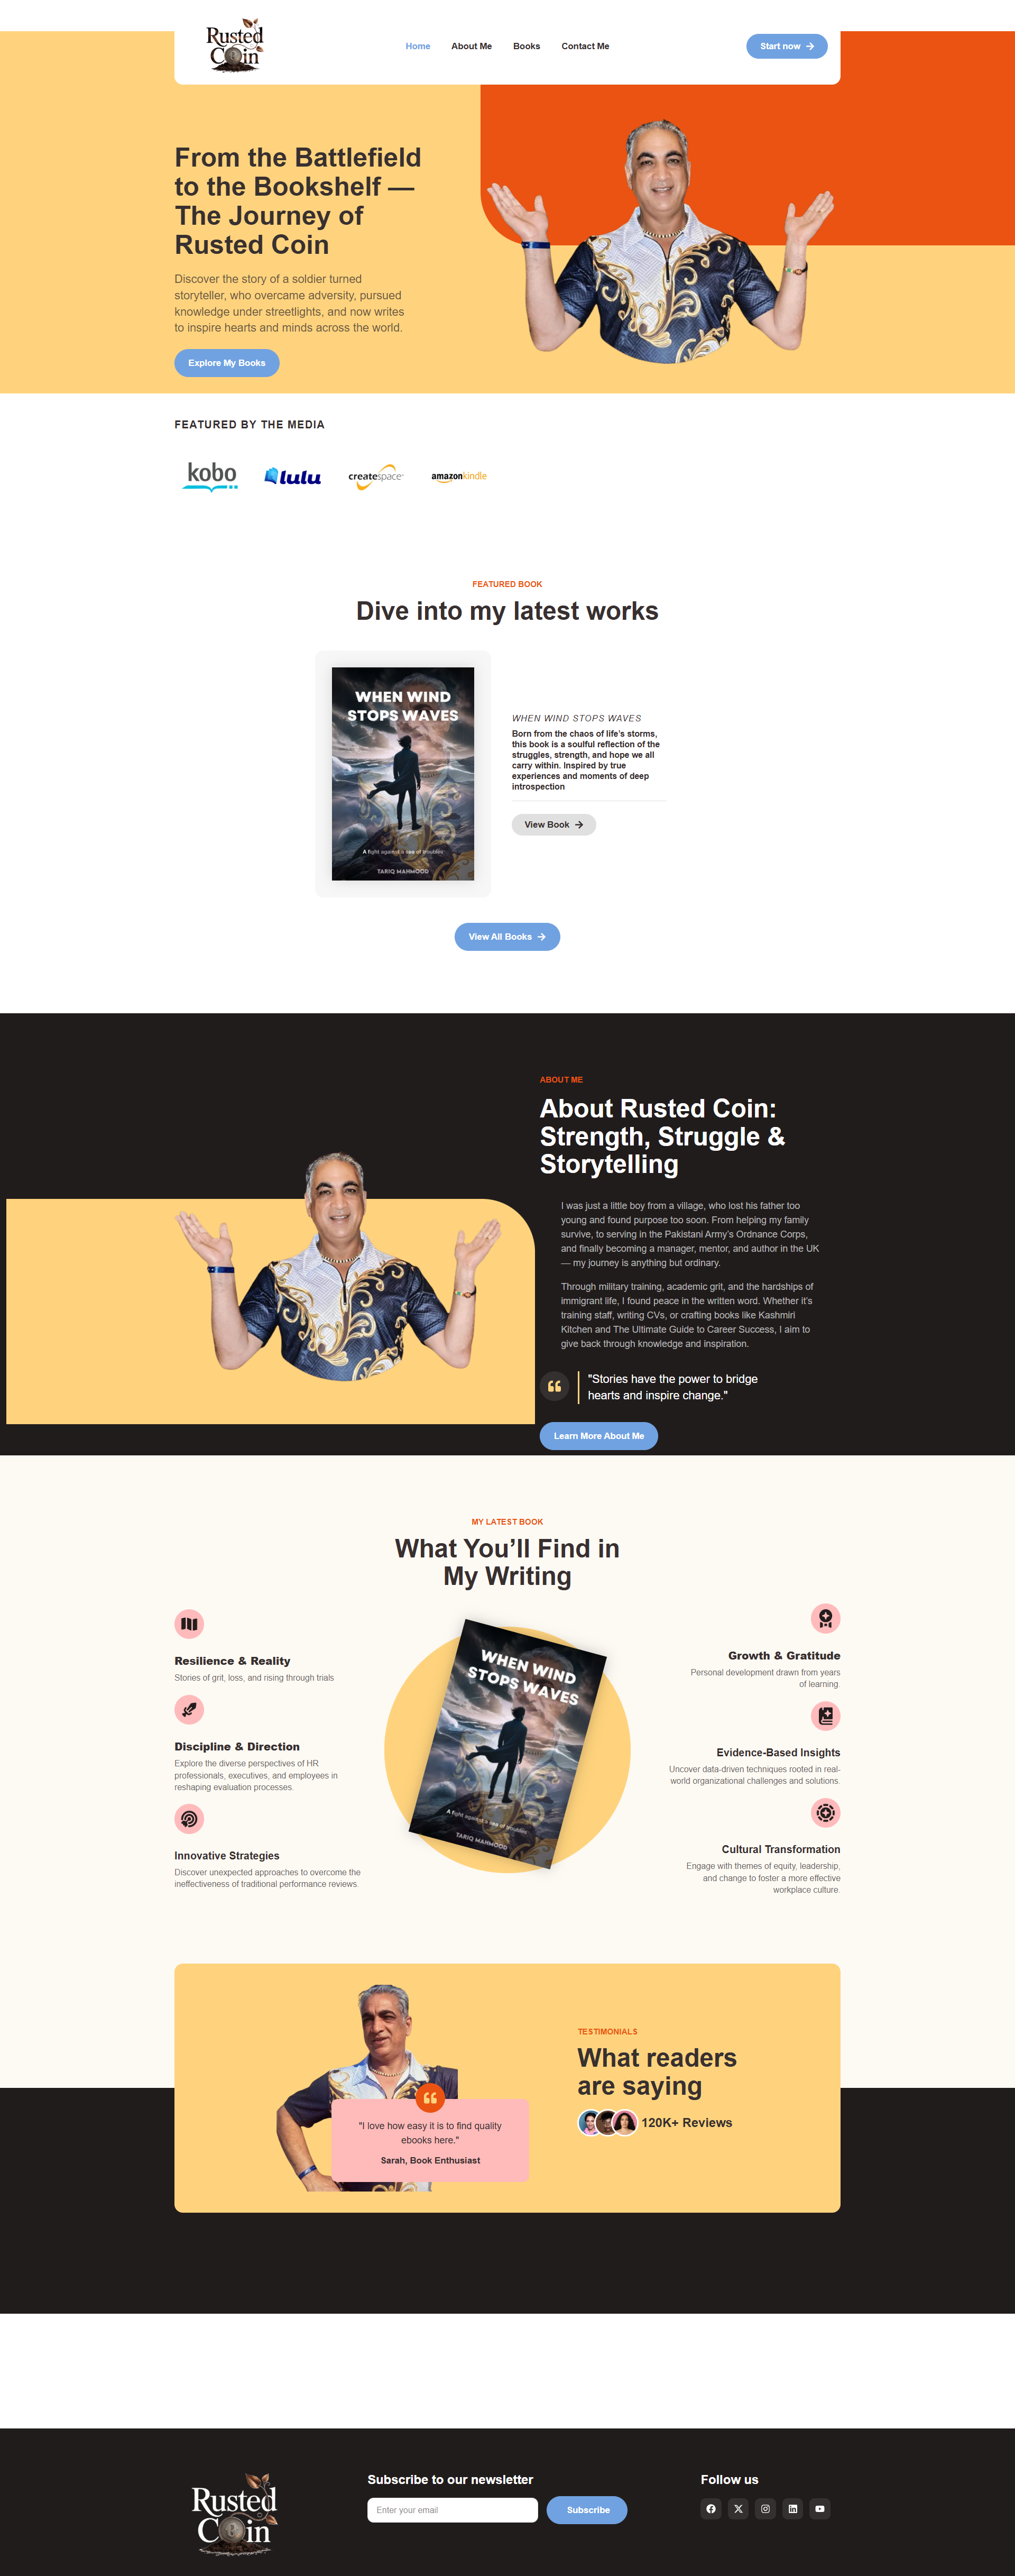 Rusted
Coin
Home
About Me
Books
Contact Me
Start now
From the Battlefield
to the Bookshelf —
The Journey of
Rusted Coin
Discover the story of a soldier turned
storyteller, who overcame adversity, pursued
knowledge under streetlights, and now writes
to inspire hearts and minds across the world.
Explore My Books
FEATURED BY THE MEDIA
kobo
lulu
createspace
amazonkindle
FEATURED BOOK
Dive into my latest works
WHEN WIND
STOPS WAVES
A fight against a sea of troubles
TARIQ MAHMOOD
WHEN WIND STOPS WAVES
Born from the chaos of life's storms,
this book is a soulful reflection of the
struggles, strength, and hope we all
carry within. Inspired by true
experiences and moments of deep
introspection
View Book
View All Books
ABOUT ME
About Rusted Coin:
Strength, Struggle &
Storytelling
I was just a little boy from a village, who lost his father too
young and found purpose too soon. From helping my family
survive, to serving in the Pakistani Army's Ordnance Corps,
and finally becoming a manager, mentor, and author in the UK
— my journey is anything but ordinary.
Through military training, academic grit, and the hardships of
immigrant life, I found peace in the written word. Whether it's
training staff, writing CVs, or crafting books like Kashmiri
Kitchen and The Ultimate Guide to Career Success, I aim to
give back through knowledge and inspiration.
"Stories have the power to bridge
hearts and inspire change."
Learn More About Me
MY LATEST BOOK
What You'll Find in
My Writing
Resilience & Reality
Stories of grit, loss, and rising through trials
Discipline & Direction
Explore the diverse perspectives of HR
professionals, executives, and employees in
reshaping evaluation processes.
Innovative Strategies
Discover unexpected approaches to overcome the
ineffectiveness of traditional performance reviews.
WHEN WIND
STOPS WAVES
A fight against a sea of troubles
TARIQ MAHMOOD
Growth & Gratitude
Personal development drawn from years
of learning.
Evidence-Based Insights
Uncover data-driven techniques rooted in real-
world organizational challenges and solutions.
Cultural Transformation
Engage with themes of equity, leadership,
and change to foster a more effective
workplace culture.
"I love how easy it is to find quality
ebooks here."
Sarah, Book Enthusiast
TESTIMONIALS
What readers
are saying
120K+ Reviews
Rusted
Coin
Subscribe to our newsletter
Enter your email
Subscribe
Follow us